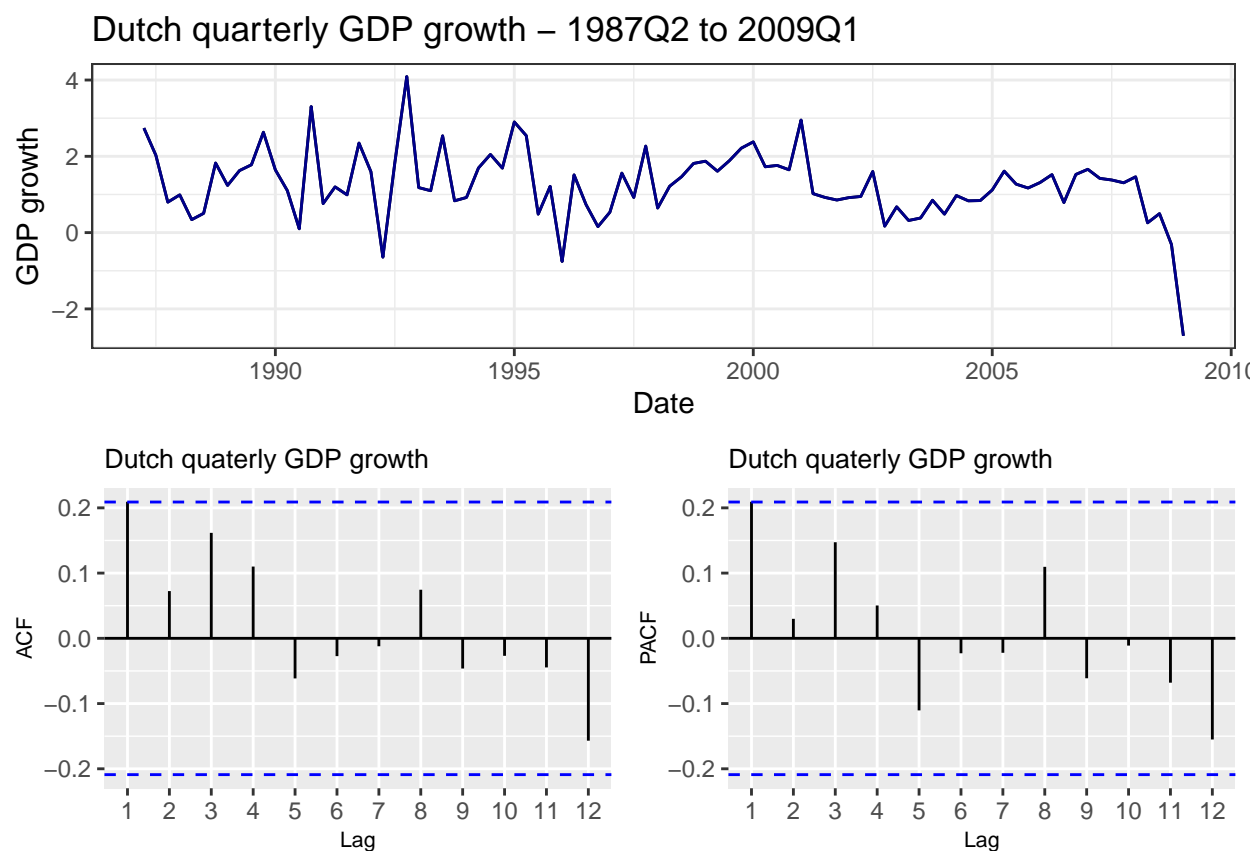 Dutch quarterly GDP growth – 1987Q2 to 2009Q1
GDP growth
4
2
0
−2
1990 1995 2000 2005 2010
Date
Dutch quaterly GDP growth
ACF
0.2
0.1
0.0
−0.1
−0.2
1 2 3 4 5 6 7 8 9 10 11 12
Lag
Dutch quaterly GDP growth
PACF
0.2
0.1
0.0
−0.1
−0.2
1 2 3 4 5 6 7 8 9 10 11 12
Lag